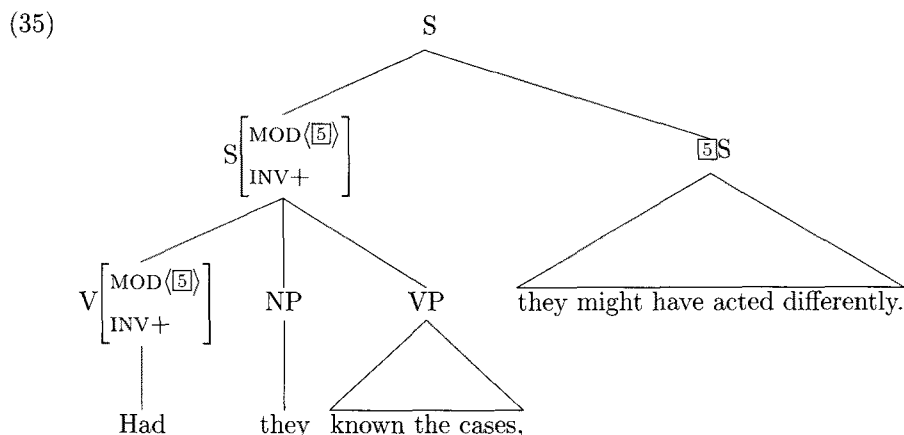 (35)
S
S[MOD⟨[5]⟩
INV+]
[5]S
V[MOD⟨[5]⟩
INV+]
NP
VP
they might have acted differently.
Had
they
known the cases,